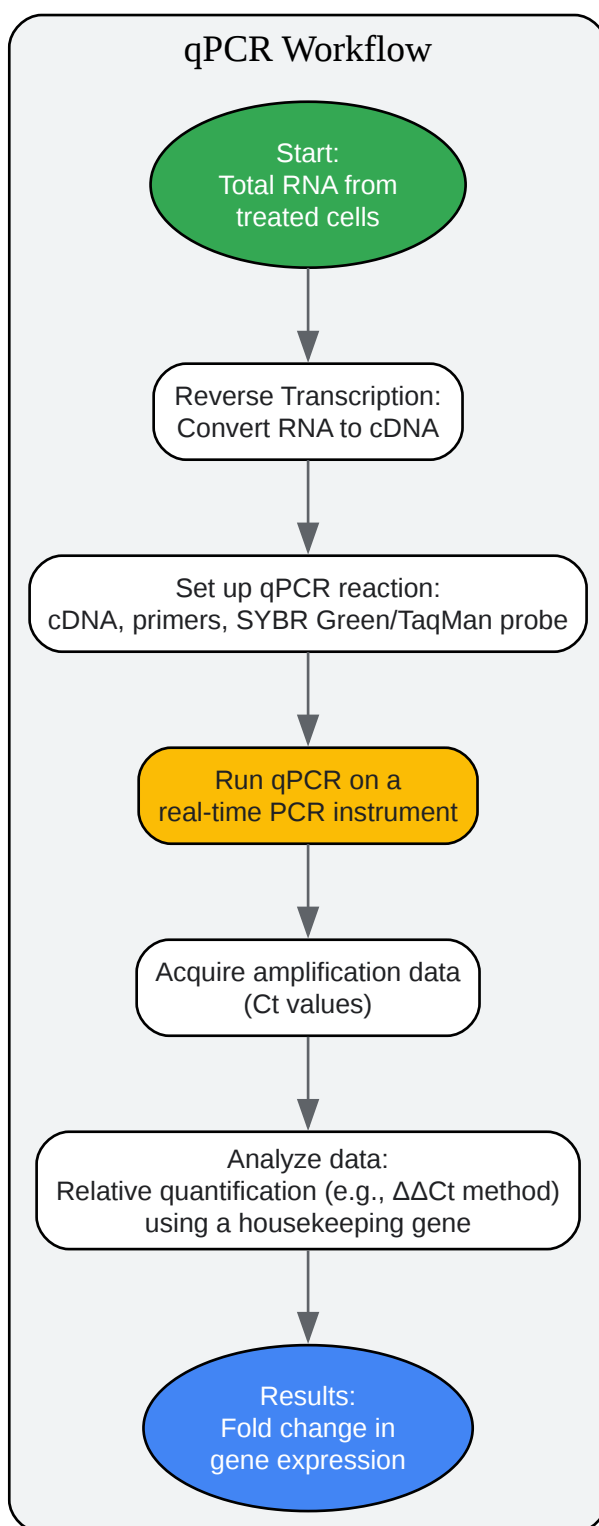 qPCR Workflow
Start:
Total RNA from
treated cells
Reverse Transcription:
Convert RNA to cDNA
Set up qPCR reaction:
cDNA, primers, SYBR Green/TaqMan probe
Run qPCR on a
real-time PCR instrument
Acquire amplification data
(Ct values)
Analyze data:
Relative quantification (e.g., ΔΔCt method)
using a housekeeping gene
Results:
Fold change in
gene expression